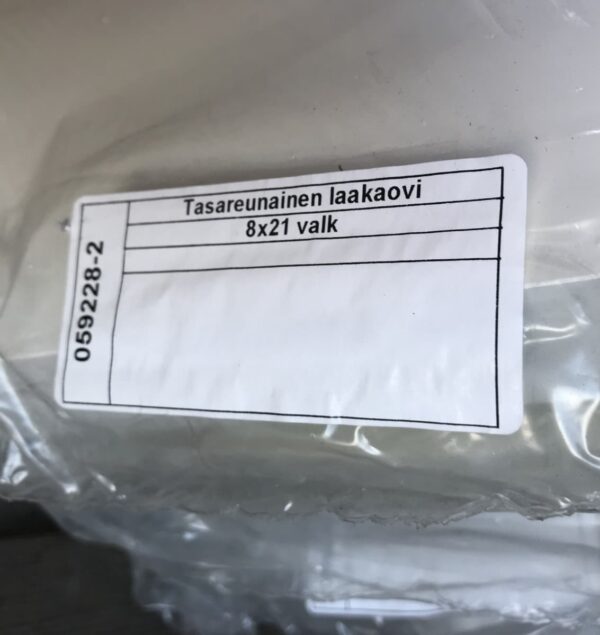 Tasareunainen laakaovi
8x21 valk
059228-2